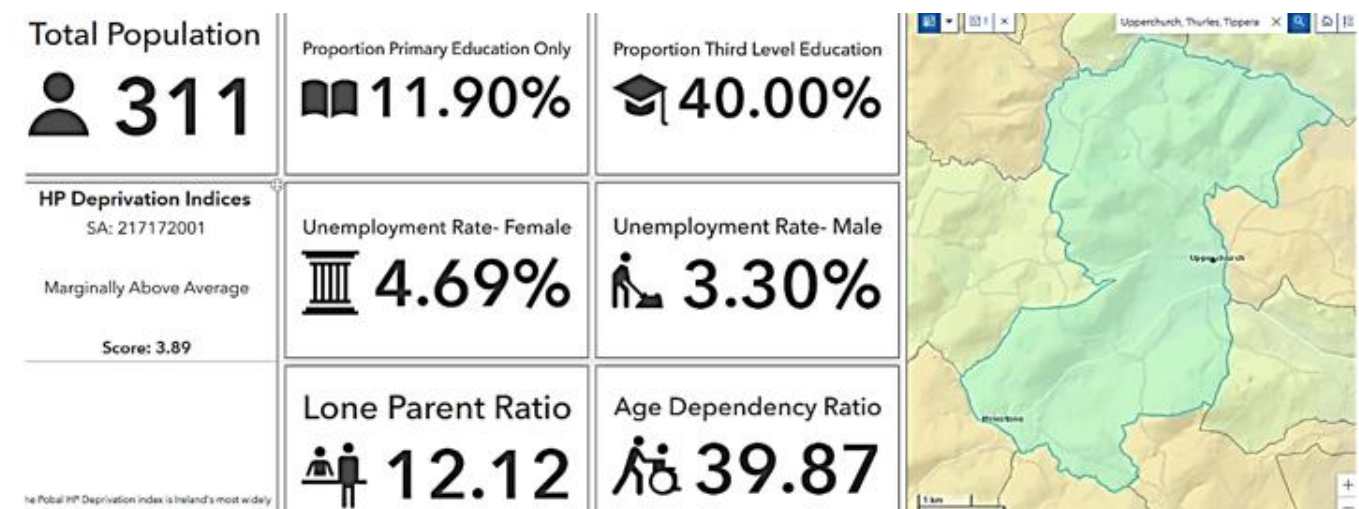 Total Population
311
Proportion Primary Education Only
11.90%
Proportion Third Level Education
40.00%
HP Deprivation Indices
SA: 217172001
Marginally Above Average
Score: 3.89
Unemployment Rate- Female
4.69%
Unemployment Rate- Male
3.30%
Lone Parent Ratio
12.12
Age Dependency Ratio
39.87
he Pobal HP Deprivation index is Ireland's most widely
Upperchurch, Thurles, Tippera
Upperchurch
1 km